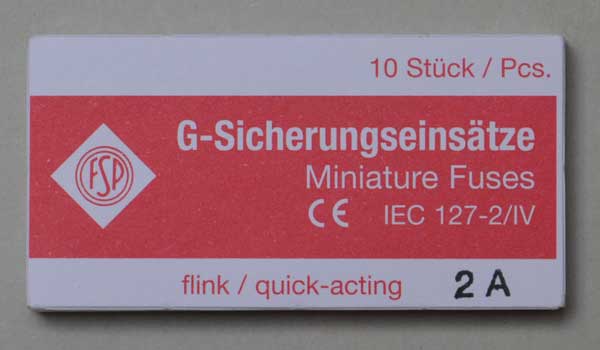 10 Stück / Pcs.
FSP
G-Sicherungseinsätze
Miniature Fuses
CE IEC 127-2/IV
flink / quick-acting 2 A